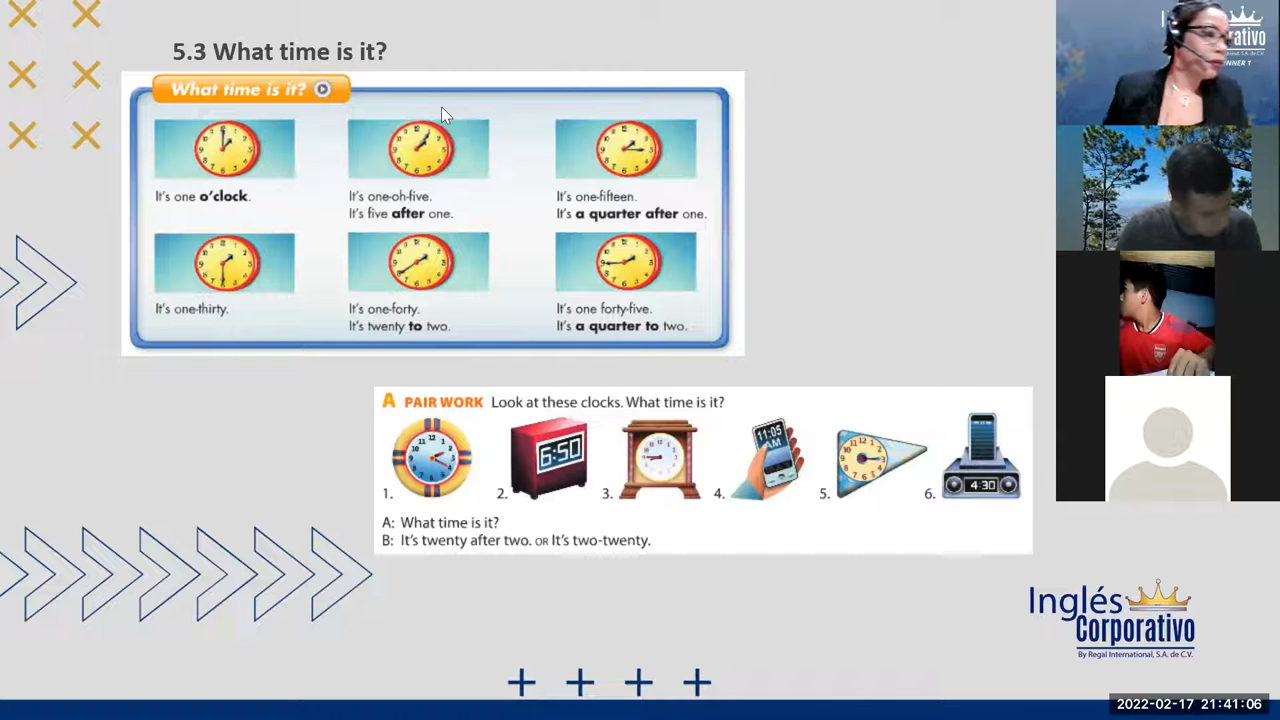 5.3 What time is it?
What time is it?
It's one o'clock.
It's one-oh-five.
It's five after one.
It's one-fifteen.
It's a quarter after one.
It's one-thirty.
It's one-forty.
It's twenty to two.
It's one forty-five.
It's a quarter to two.
A PAIR WORK Look at these clocks. What time is it?
1.
2. 6:50
3.
4. 11:05 AM
5.
6. 4:30
A: What time is it?
B: It's twenty after two. OR It's two-twenty.
Inglés
Corporativo
By Regal International, S.A. de C.V.
2022-02-17 21:41:06